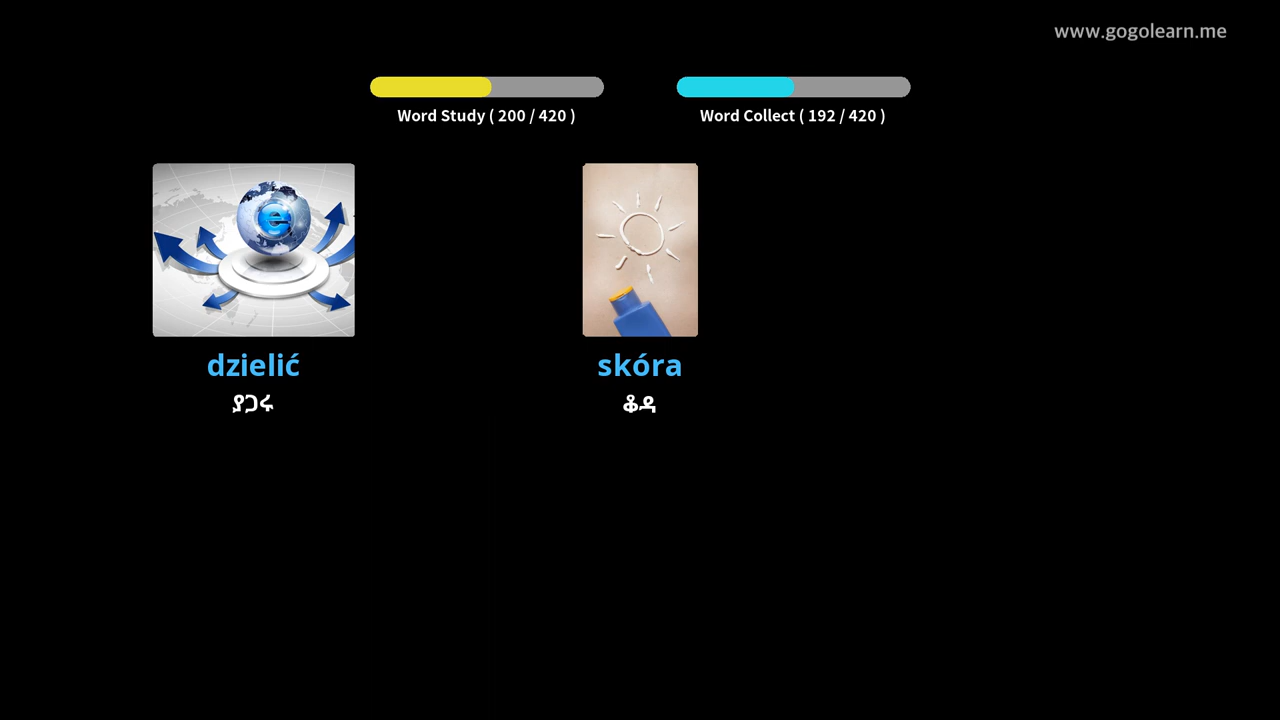 www.gogolearn.me
Word Study ( 200 / 420 )
Word Collect ( 192 / 420 )
e
dzielić
skóra
ያጋሩ
ቆዳ